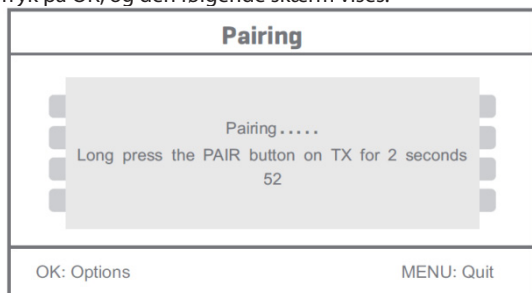 Tryk på OK, og den følgende skærm vises:
Pairing
Pairing.....
Long press the PAIR button on TX for 2 seconds
52
OK: Options
MENU: Quit